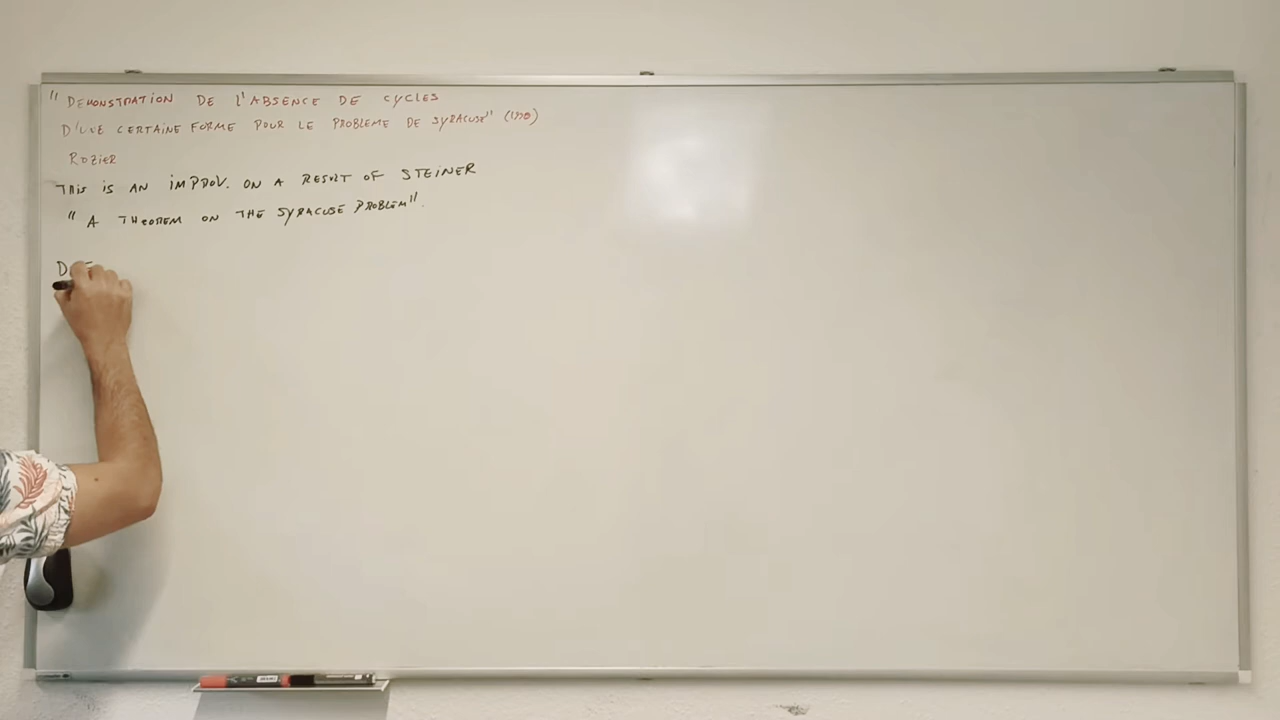 "DEMONSTRATION DE L'ABSENCE DE CYCLES
D'UNE CERTAINE FORME POUR LE PROBLEME DE SYRACUSE" (1990)
ROZIER
THIS IS AN IMPROV. ON A RESULT OF STEINER
"A THEOREM ON THE SYRACUSE PROBLEM".